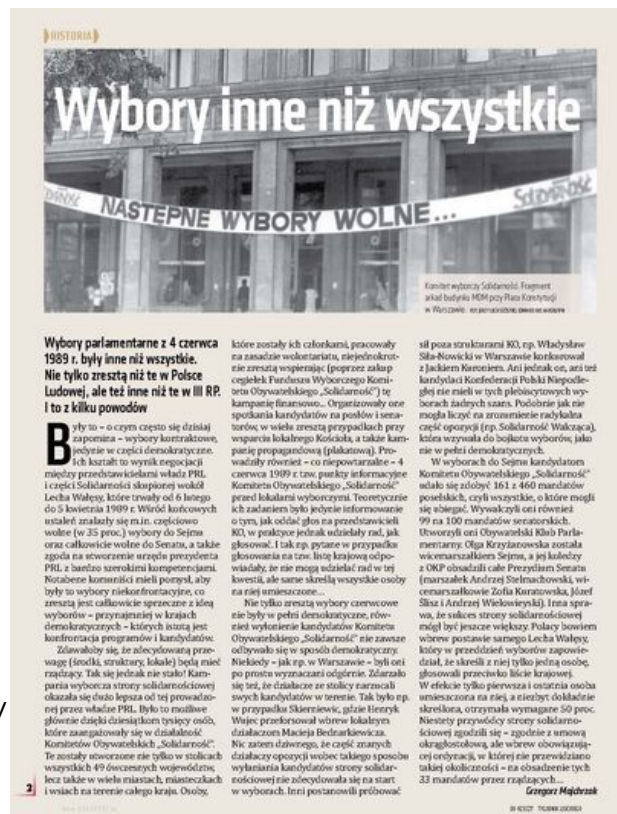 HISTORIA
Wybory inne niż wszystkie
SOLIDARNOŚĆ
NASTĘPNE WYBORY WOLNE...
Komitet wyborczy Solidarności. Fragment
arkad budynku MDM przy Placu Konstytucji
w Warszawie.
Wybory parlamentarne z 4 czerwca
1989 r. były inne niż wszystkie.
Nie tylko zresztą niż te w Polsce
Ludowej, ale też inne niż te w III RP.
I to z kilku powodów
Były to – o czym często się dzisiaj
zapomina – wybory kontraktowe,
jedynie w części demokratyczne.
Ich kształt to wynik negocjacji
między przedstawicielami władz PRL
i części Solidarności skupionej wokół
Lecha Wałęsy, które trwały od 6 lutego
do 5 kwietnia 1989 r. Wśród końcowych
ustaleń znalazły się m.in. częściowo
wolne (w 35 proc.) wybory do Sejmu
oraz całkowicie wolne do Senatu, a także
zgoda na utworzenie urzędu prezydenta
PRL z bardzo szerokimi kompetencjami.
Notabene komuniści mieli pomysł, aby
były to wybory niekonfrontacyjne, co
zresztą jest całkowicie sprzeczne z ideą
wyborów – przynajmniej w krajach
demokratycznych – których istotą jest
konfrontacja programów i kandydatów.
Zdawałoby się, że zdecydowaną prze-
wagę (środki, struktury, lokale) będą mieć
rządzący. Tak się jednak nie stało! Kam-
pania wyborcza strony solidarnościowej
okazała się dużo lepsza od tej prowadzo-
nej przez władze PRL. Było to możliwe
głównie dzięki dziesiątkom tysięcy osób,
które zaangażowały się w działalność
Komitetów Obywatelskich „Solidarność”.
Te zostały utworzone nie tylko w stolicach
wszystkich 49 ówczesnych województw,
lecz także w wielu miastach, miasteczkach
i wsiach na terenie całego kraju. Osoby,
które zostały ich członkami, pracowały
na zasadzie wolontariatu, niejednokrot-
nie zresztą wspierając (poprzez zakup
cegiełek Funduszu Wyborczego Komi-
tetu Obywatelskiego „Solidarność”) tę
kampanię finansowo... Organizowały one
spotkania kandydatów na posłów i sena-
torów, w wielu zresztą przypadkach przy
wsparciu lokalnego Kościoła, a także kam-
panię propagandową (plakatową). Pro-
wadziły również – co niepowtarzalne – 4
czerwca 1989 r. tzw. punkty informacyjne
Komitetu Obywatelskiego „Solidarność”
przed lokalami wyborczymi. Teoretycznie
ich zadaniem było jedynie informowanie
o tym, jak oddać głos na przedstawicieli
KO, w praktyce jednak udzielały rad, jak
głosować. I tak np. pytane w przypadku
głosowania na tzw. listę krajową odpo-
wiadały, że nie mogą udzielać rad w tej
kwestii, ale same skreślą wszystkie osoby
na niej umieszczone...
Nie tylko zresztą wybory czerwcowe
nie były w pełni demokratyczne, rów-
nież wyłonienie kandydatów Komitetu
Obywatelskiego „Solidarność” nie zawsze
odbywało się w sposób demokratyczny.
Niekiedy – jak np. w Warszawie – byli oni
po prostu wyznaczani odgórnie. Zdarzało
się też, że działacze ze stolicy narzucali
swych kandydatów w terenie. Tak było np.
w przypadku Skierniewic, gdzie Henryk
Wujec przeforsował wbrew lokalnym
działaczom Macieja Bednarkiewicza.
Nic zatem dziwnego, że część znanych
działaczy opozycji wobec takiego sposobu
wyłaniania kandydatów strony solidar-
nościowej nie zdecydowała się na start
w wyborach. Inni postanowili próbować
sił poza strukturami KO, np. Władysław
Siła-Nowicki w Warszawie konkurował
z Jackiem Kuroniem. Ani jednak on, ani też
kandydaci Konfederacji Polski Niepodle-
głej nie mieli w tych plebiscytowych wy-
borach żadnych szans. Podobnie jak nie
mogła liczyć na zrozumienie radykalna
część opozycji (np. Solidarność Walcząca),
która wzywała do bojkotu wyborów, jako
nie w pełni demokratycznych.
W wyborach do Sejmu kandydatom
Komitetu Obywatelskiego „Solidarność”
udało się zdobyć 161 z 460 mandatów
poselskich, czyli wszystkie, o które mogli
się ubiegać. Wywalczyli oni również
99 na 100 mandatów senatorskich.
Utworzyli oni Obywatelski Klub Parla-
mentarny. Olga Krzyżanowska została
wicemarszałkiem Sejmu, a jej koledzy
z OKP obsadzili całe Prezydium Senatu
(marszałek Andrzej Stelmachowski, wi-
cemarszałkowie Zofia Kuratowska, Józef
Ślisz i Andrzej Wielowieyski). Inna spra-
wa, że sukces strony solidarnościowej
mógł być jeszcze większy. Polacy bowiem
wbrew postawie samego Lecha Wałęsy,
który w przeddzień wyborów zapowie-
dział, że skreśli z niej tylko jedną osobę,
głosowali przeciwko liście krajowej.
W efekcie tylko pierwsza i ostatnia osoba
umieszczona na niej, a niezbyt dokładnie
skreślona, otrzymała wymagane 50 proc.
Niestety przywódcy strony solidarno-
ściowej zgodzili się – zgodnie z umową
okrągłostołową, ale wbrew obowiązują-
cej ordynacji, w której nie przewidziano
takiej okoliczności – na obsadzenie tych
33 mandatów przez rządzących...
Grzegorz Majchrzak
2
DO RZECZY TYGODNIK LISICKIEGO